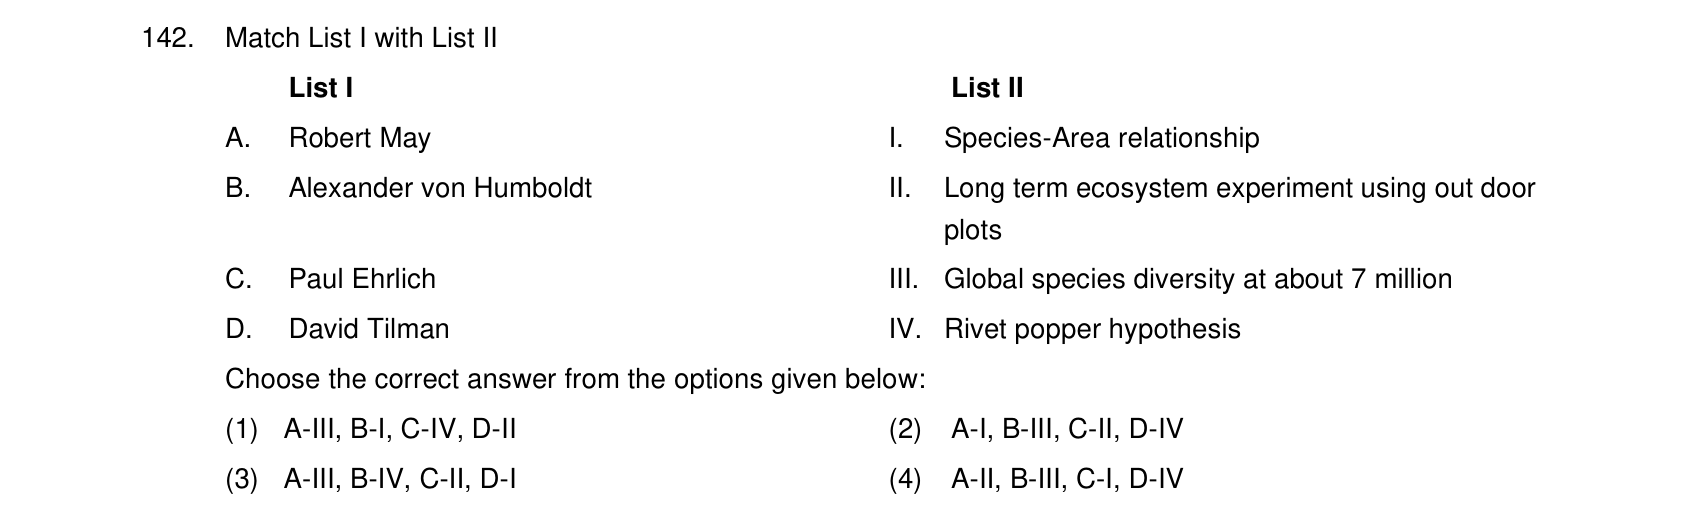 142. Match List I with List II
List I List II
A. Robert May I. Species-Area relationship
B. Alexander von Humboldt II. Long term ecosystem experiment using out door
plots
C. Paul Ehrlich III. Global species diversity at about 7 million
D. David Tilman IV. Rivet popper hypothesis
Choose the correct answer from the options given below:
(1) A-III, B-I, C-IV, D-II (2) A-I, B-III, C-II, D-IV
(3) A-III, B-IV, C-II, D-I (4) A-II, B-III, C-I, D-IV